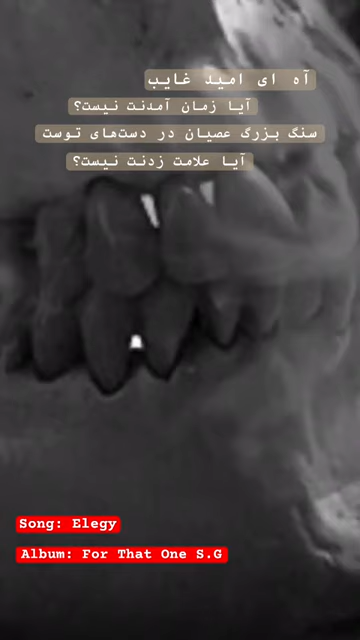 آه ای امید غایب
آیا زمان آمدنت نیست؟
سنگ بزرگ عصیان در دست‌های توست
آیا علامت زدنت نیست؟
Song: Elegy
Album: For That One S.G